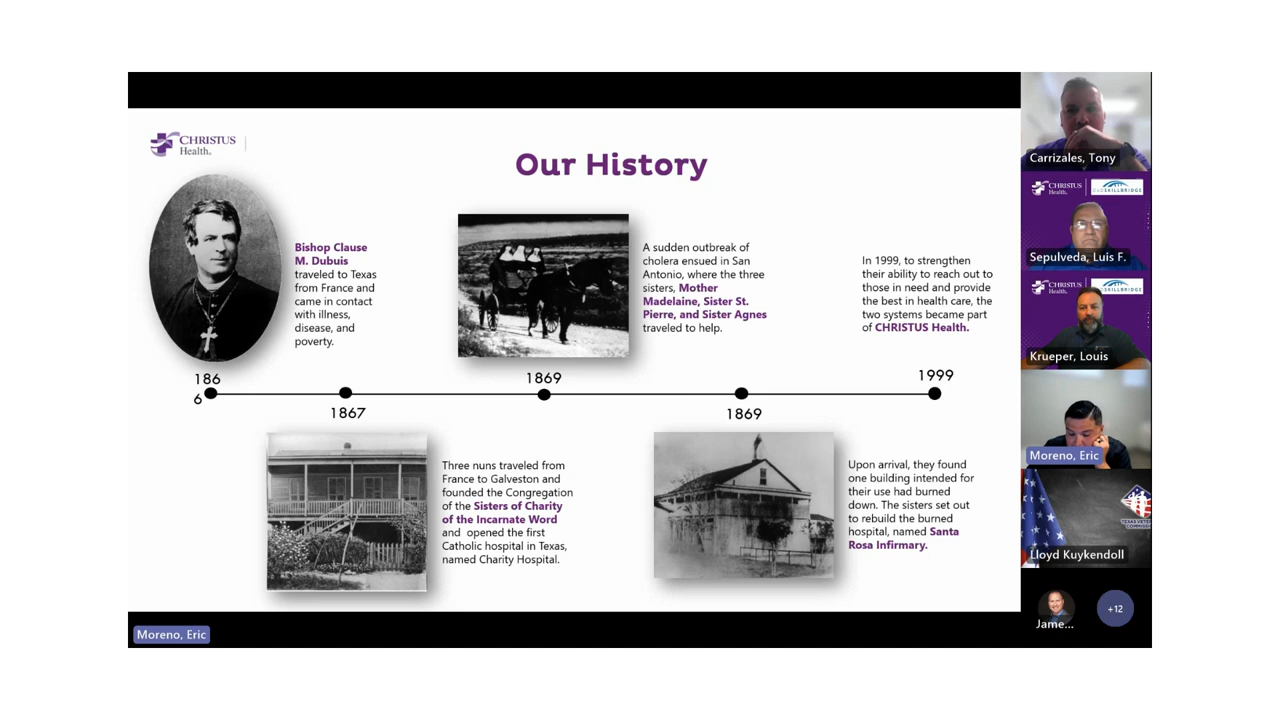 CHRISTUS
Health.
Our History
Bishop Clause
M. Dubuis
traveled to Texas
from France and
came in contact
with illness,
disease, and
poverty.
A sudden outbreak of
cholera ensued in San
Antonio, where the three
sisters, Mother
Madelaine, Sister St.
Pierre, and Sister Agnes
traveled to help.
In 1999, to strengthen
their ability to reach out to
those in need and provide
the best in health care, the
two systems became part
of CHRISTUS Health.
186
6
1867
1869
1869
1999
Three nuns traveled from
France to Galveston and
founded the Congregation
of the Sisters of Charity
of the Incarnate Word
and opened the first
Catholic hospital in Texas,
named Charity Hospital.
Upon arrival, they found
one building intended for
their use had burned
down. The sisters set out
to rebuild the burned
hospital, named Santa
Rosa Infirmary.
Moreno, Eric
Carrizales, Tony
CHRISTUS
Health.
SKILLBRIDGE
Sepulveda, Luis F.
CHRISTUS
Health.
SKILLBRIDGE
Krueper, Louis
Moreno, Eric
Lloyd Kuykendoll
Jame...
+12